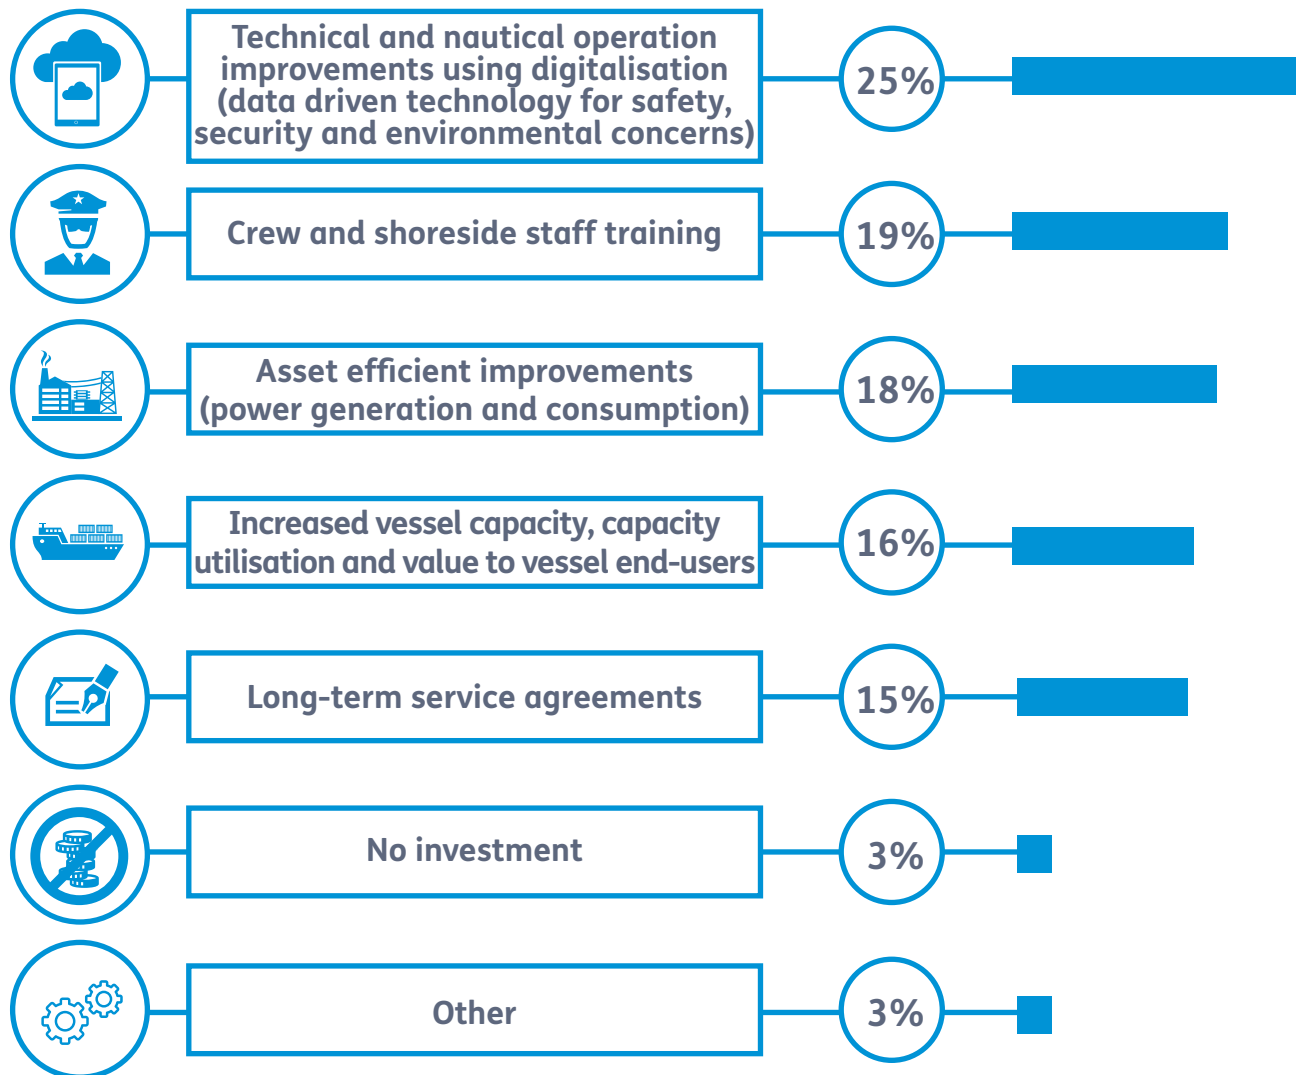 Technical and nautical operation
improvements using digitalisation
(data driven technology for safety,
security and environmental concerns)
25%
Crew and shoreside staff training
19%
Asset efficient improvements
(power generation and consumption)
18%
Increased vessel capacity, capacity
utilisation and value to vessel end-users
16%
Long-term service agreements
15%
No investment
3%
Other
3%